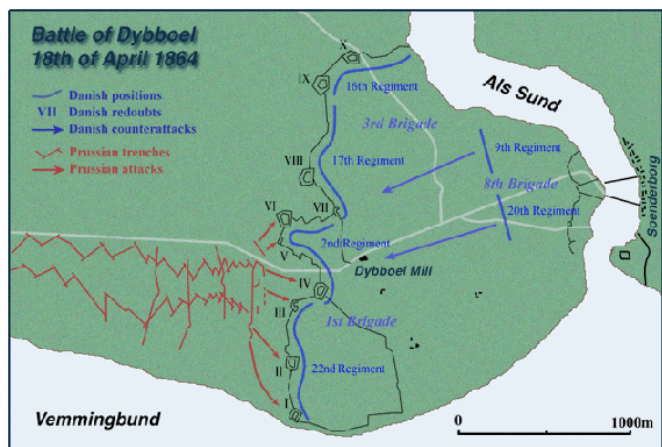 Battle of Dybboel
18th of April 1864
Danish positions
VII Danish redoubts
Danish counterattacks
Prussian trenches
Prussian attacks
X
IX
16th Regiment
Als Sund
3rd Brigade
9th Regiment
VIII
17th Regiment
8th Brigade
Soenderborg
VI
VII
20th Regiment
2nd Regiment
V
Dybboel Mill
IV
III
1st Brigade
II
22nd Regiment
I
Vemmingbund
0 1000m